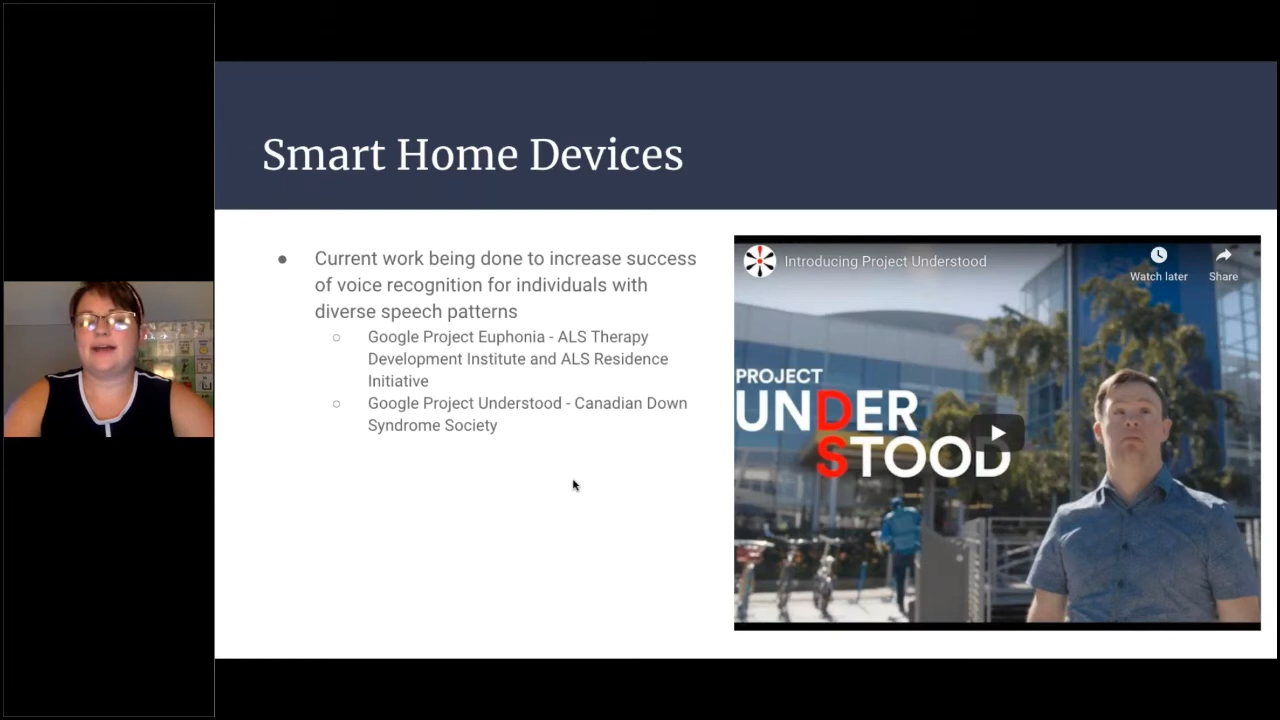 Smart Home Devices
● Current work being done to increase success
of voice recognition for individuals with
diverse speech patterns
○ Google Project Euphonia - ALS Therapy
Development Institute and ALS Residence
Initiative
○ Google Project Understood - Canadian Down
Syndrome Society
Introducing Project Understood
Watch later
Share
PROJECT
UNDER
STOOD